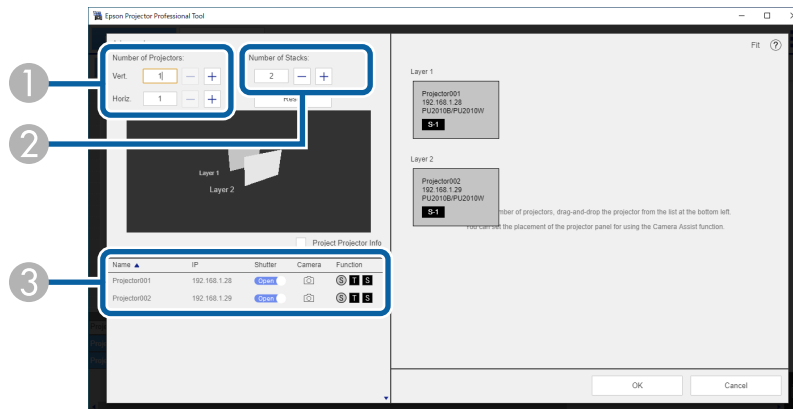 Epson Projector Professional Tool
Fit ?
Number of Projectors:
Number of Stacks:
Vert. 1 − +
2 − +
Horiz. 1 − +
1
2
3
Layer 1
Projector001
192.168.1.28
PU2010B/PU2010W
S-1
Layer 2
Projector002
192.168.1.29
PU2010B/PU2010W
S-1
Layer 1
Layer 2
mber of projectors, drag-and-drop the projector from the list at the bottom left.
You can set the placement of the projector panel for using the Camera Assist function.
Project Projector Info
Name ▲ IP Shutter Camera Function
Projector001 192.168.1.28 Open S T S
Projector002 192.168.1.29 Open S T S
OK Cancel